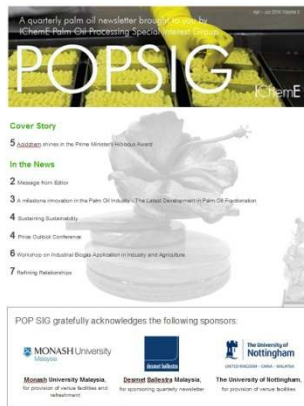 Apr - Jun 2016 Volume 2
A quarterly palm oil newsletter brought to you by
IChemE Palm Oil Processing Special Interest Group
POPSIG
IChemE
Cover Story
5 shines in the Prime Minister's Hibiscus Award
In the News
2 Message from Editor
3 A milestone innovation in the Palm Oil Industry - The Latest Development in Palm Oil Fractionation
4 Sustaining Sustainability
4 Price Outlook Conference
6 Workshop on Industrial Biogas Application in Industry and Agriculture
7 Refining Relationships
POP SIG gratefully acknowledges the following sponsors:
MONASH University
Malaysia
desmet ballestra
The University of
Nottingham
UNITED KINGDOM · CHINA · MALAYSIA
Monash University Malaysia,
for provision of venue facilities and
refreshment
Desmet Ballestra Malaysia,
for sponsoring quarterly newsletter
The University of Nottingham,
for provision of venue facilities